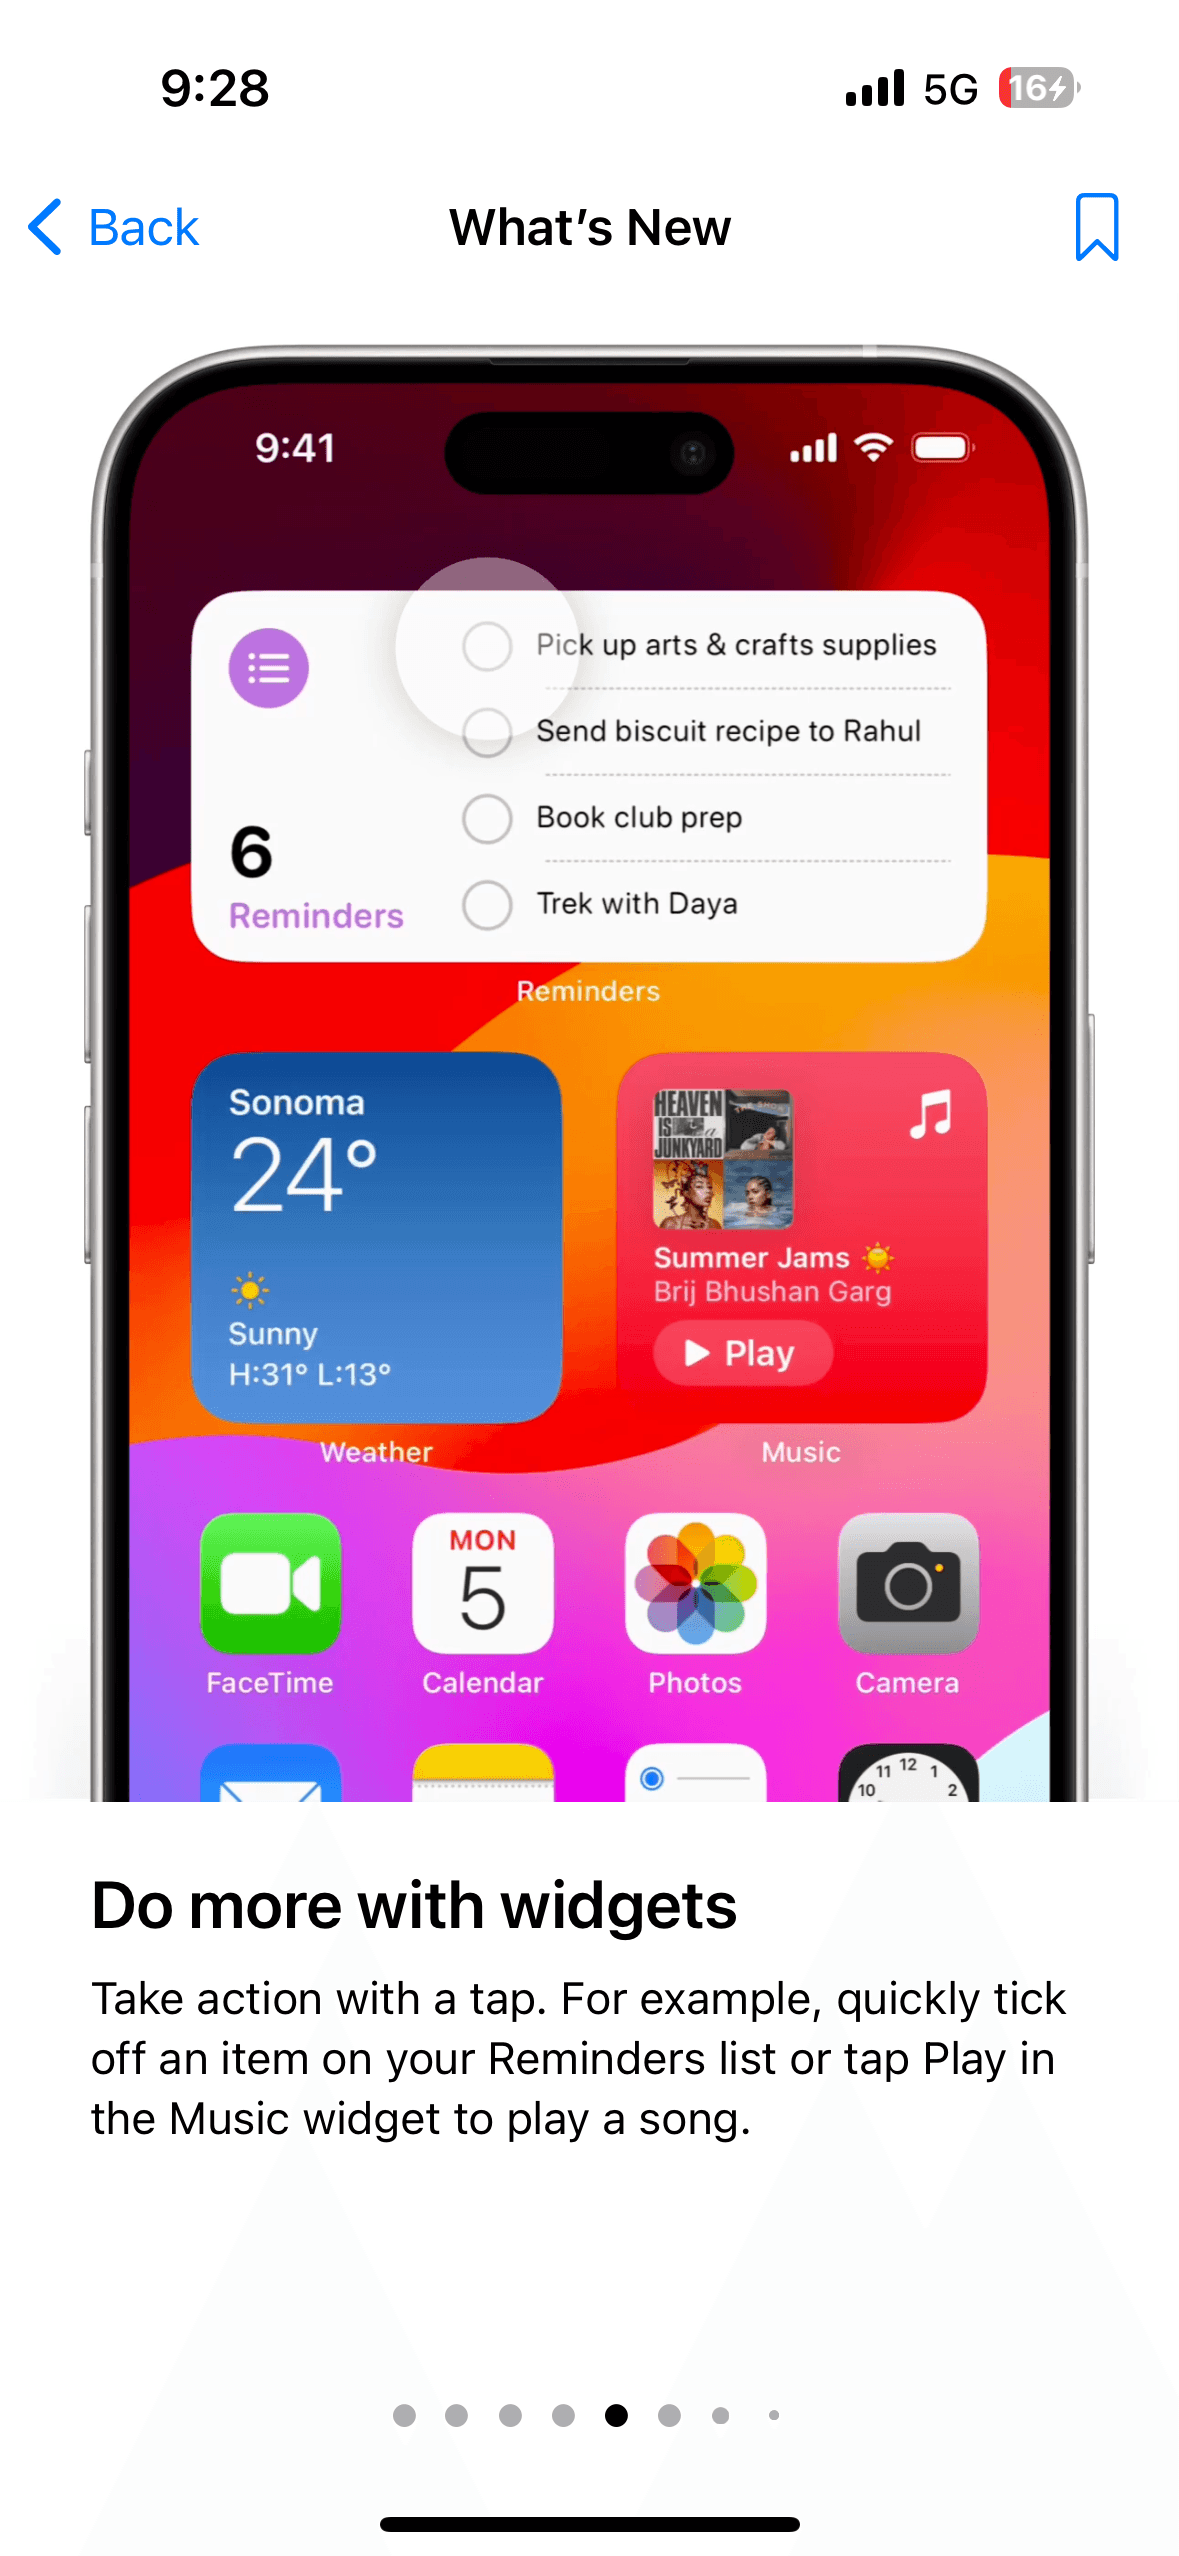 9:28
5G
16
Back
What's New
9:41
Pick up arts & crafts supplies
Send biscuit recipe to Rahul
6
Book club prep
Reminders
Trek with Daya
Reminders
Sonoma
24°
Sunny
H:31° L:13°
HEAVEN
IS a
JUNKYARD
THE SHOW
Summer Jams ☀️
Brij Bhushan Garg
Play
Weather
Music
MON
5
FaceTime
Calendar
Photos
Camera
11 12 1
10 2
Do more with widgets
Take action with a tap. For example, quickly tick
off an item on your Reminders list or tap Play in
the Music widget to play a song.